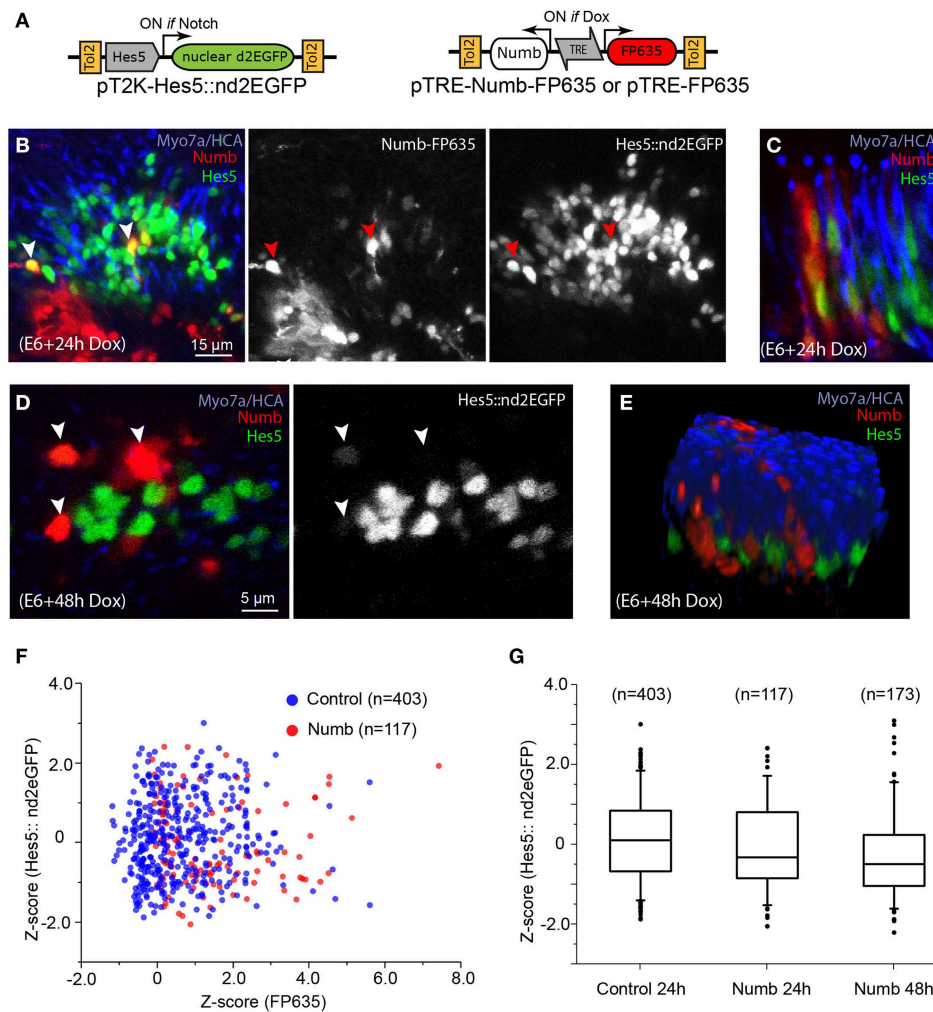 A
ON if Notch
Tol2
Hes5
nuclear d2EGFP
Tol2
pT2K-Hes5::nd2EGFP
ON if Dox
Tol2
Numb
TRE
FP635
Tol2
pTRE-Numb-FP635 or pTRE-FP635
B
Myo7a/HCA
Numb
Hes5
(E6+24h Dox)
15 µm
Numb-FP635
Hes5::nd2EGFP
C
Myo7a/HCA
Numb
Hes5
(E6+24h Dox)
D
Myo7a/HCA
Numb
Hes5
(E6+48h Dox)
5 µm
Hes5::nd2EGFP
E
Myo7a/HCA
Numb
Hes5
(E6+48h Dox)
F
4.0
2.0
0
-2.0
Z-score (Hes5:: nd2eGFP)
Control (n=403)
Numb (n=117)
-2.0 0 2.0 4.0 6.0 8.0
Z-score (FP635)
G
4.0
2.0
0
-2.0
Z-score (Hes5:: nd2eGFP)
(n=403) (n=117) (n=173)
Control 24h Numb 24h Numb 48h